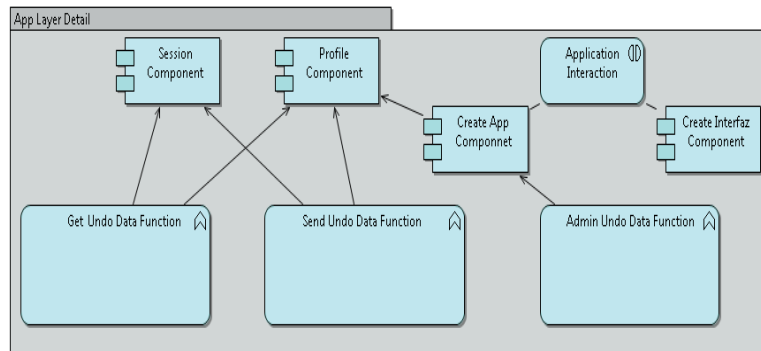 App Layer Detail
Session
Component
Profile
Component
Application
Interaction
Create App
Componnet
Create Interfaz
Component
Get Undo Data Function
Send Undo Data Function
Admin Undo Data Function